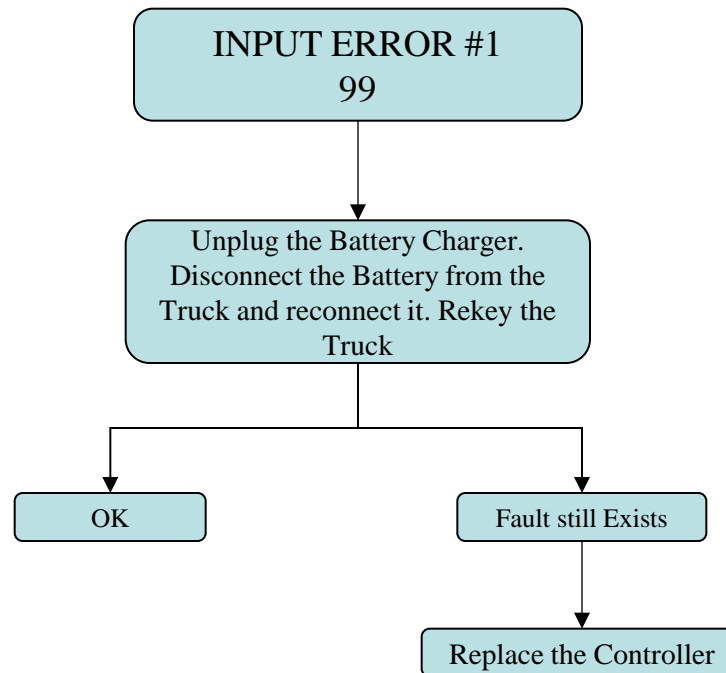 INPUT ERROR #1
99
Unplug the Battery Charger.
Disconnect the Battery from the
Truck and reconnect it. Rekey the
Truck
OK
Fault still Exists
Replace the Controller